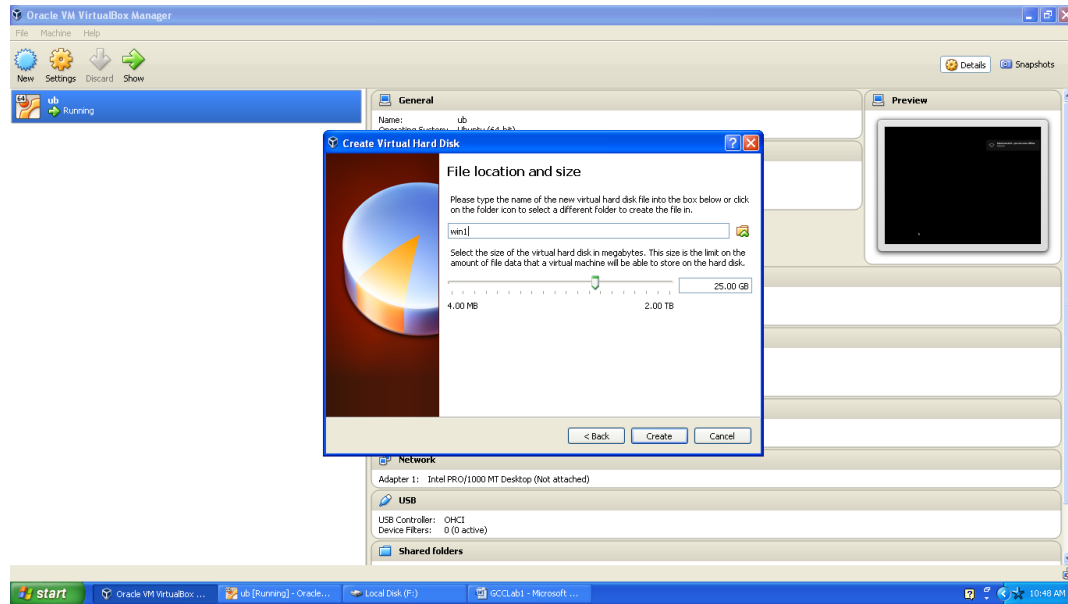 Oracle VM VirtualBox Manager
File Machine Help
New Settings Discard Show
Details Snapshots
ub
Running
General
Name: ub
Operating System: Ubuntu (64 bit)
Preview
Create Virtual Hard Disk
File location and size
Please type the name of the new virtual hard disk file into the box below or click
on the folder icon to select a different folder to create the file in.
win1
Select the size of the virtual hard disk in megabytes. This size is the limit on the
amount of file data that a virtual machine will be able to store on the hard disk.
25.00 GB
4.00 MB 2.00 TB
< Back Create Cancel
Network
Adapter 1: Intel PRO/1000 MT Desktop (Not attached)
USB
USB Controller: OHCI
Device Filters: 0 (0 active)
Shared folders
start Oracle VM VirtualBox ... ub [Running] - Oracle... Local Disk (F:) GCCLab1 - Microsoft ... 10:48 AM